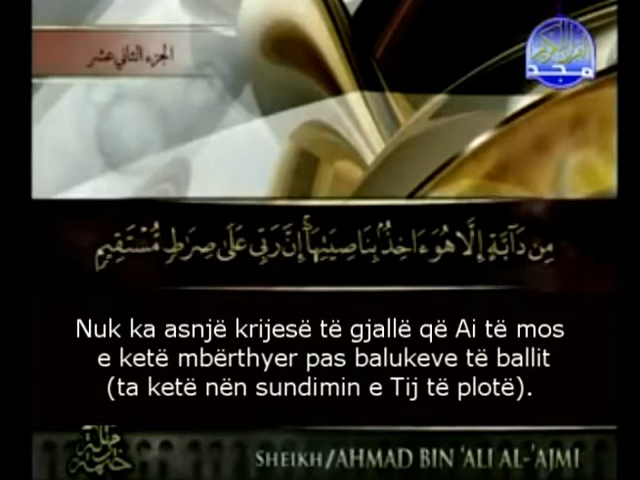 الجزء الثاني عشر
مجد
مِن دَآبَّةٍ إِلَّا هُوَ ءَاخِذٌۢ بِنَاصِيَتِهَآ ۚ إِنَّ رَبِّى عَلَىٰ صِرَٰطٍ مُّسْتَقِيمٍ
Nuk ka asnjë krijesë të gjallë që Ai të mos
e ketë mbërthyer pas balukeve të ballit
(ta ketë nën sundimin e Tij të plotë).
SHEIKH/AHMAD BIN 'ALI AL-'AJMI